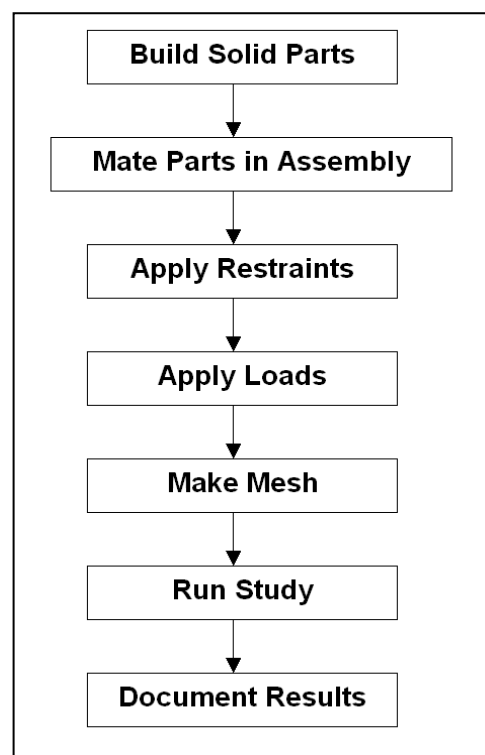 Build Solid Parts
Mate Parts in Assembly
Apply Restraints
Apply Loads
Make Mesh
Run Study
Document Results